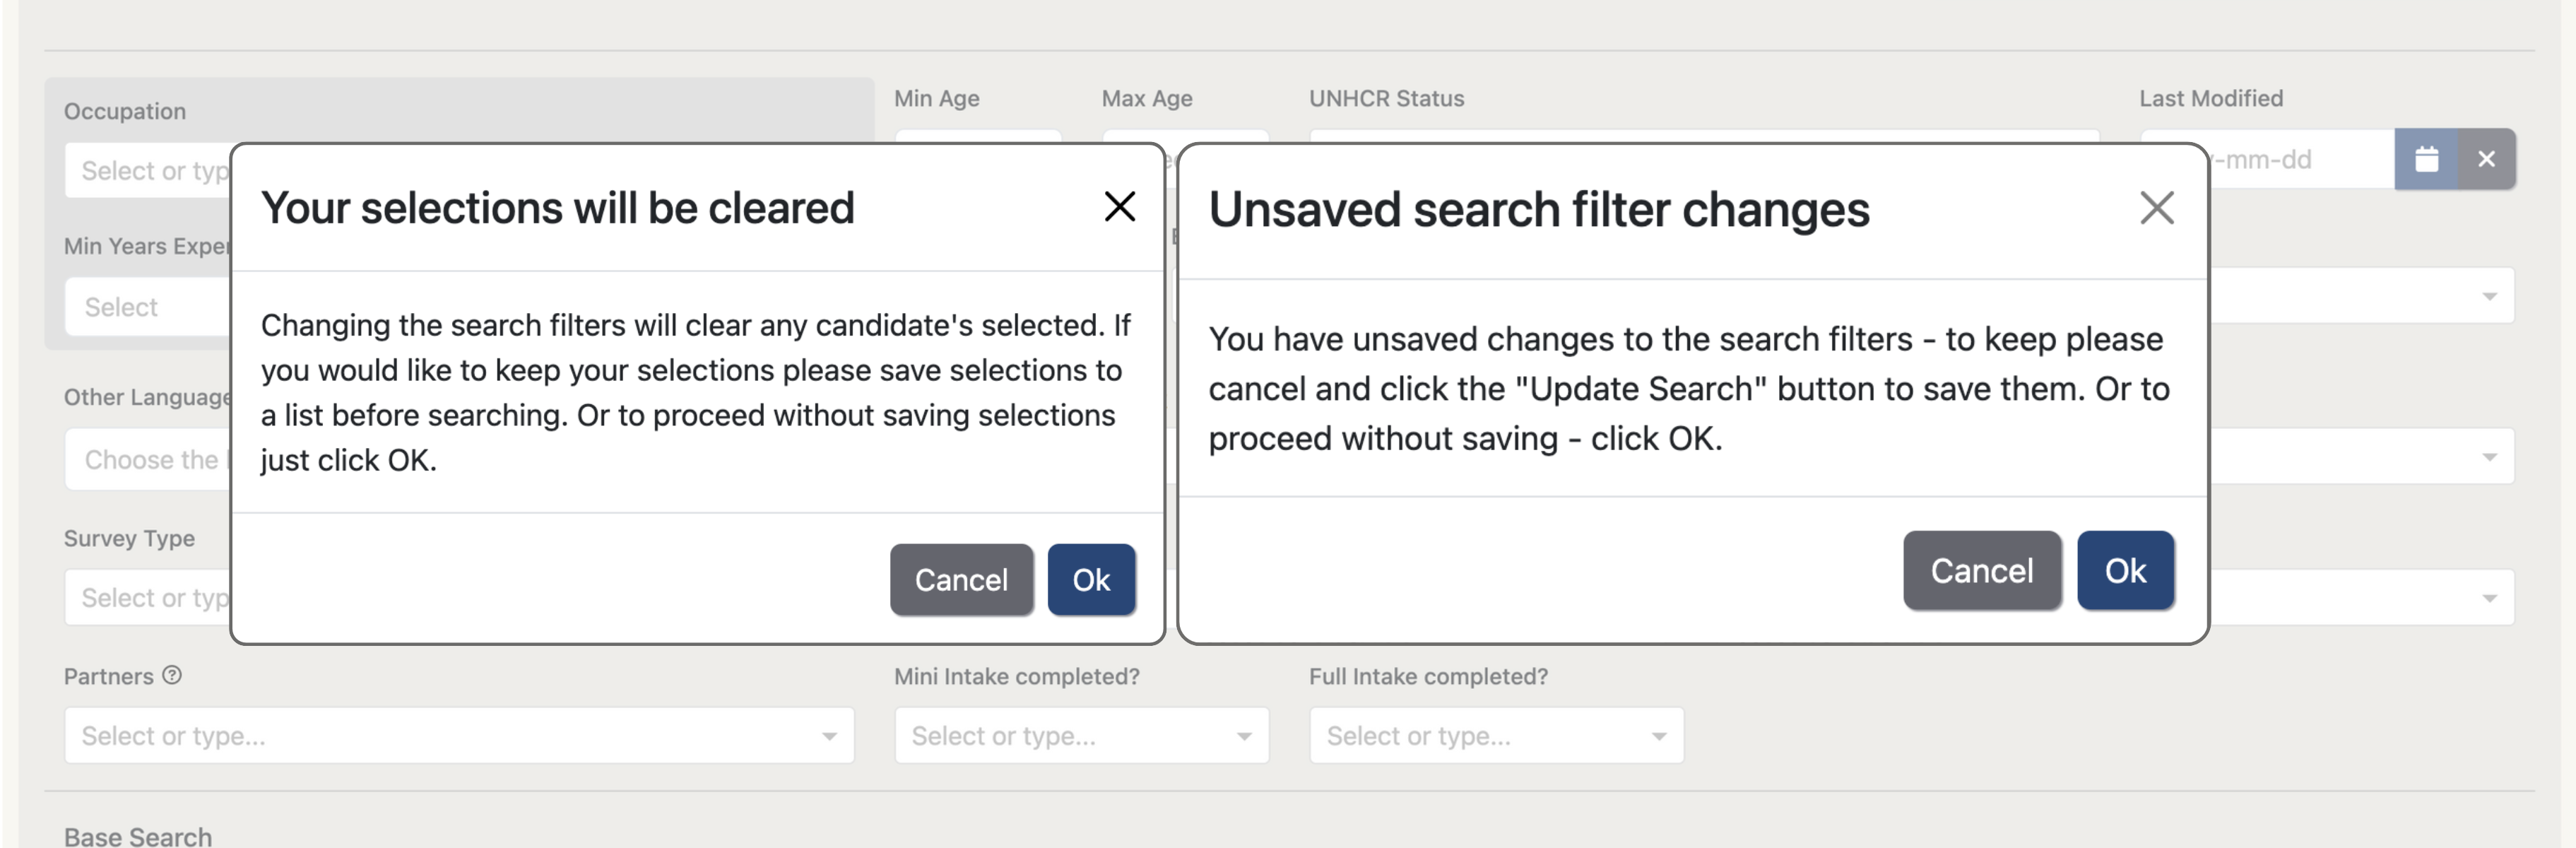 Occupation
Min Age
Max Age
UNHCR Status
Last Modified
Select or typ
-mm-dd
Min Years Exper
Select
Your selections will be cleared
Changing the search filters will clear any candidate's selected. If
you would like to keep your selections please save selections to
a list before searching. Or to proceed without saving selections
just click OK.
Cancel
Ok
Unsaved search filter changes
You have unsaved changes to the search filters - to keep please
cancel and click the "Update Search" button to save them. Or to
proceed without saving - click OK.
Cancel
Ok
Other Language
Choose the
Survey Type
Select or typ
Partners
Mini Intake completed?
Full Intake completed?
Select or type...
Select or type...
Select or type...
Base Search